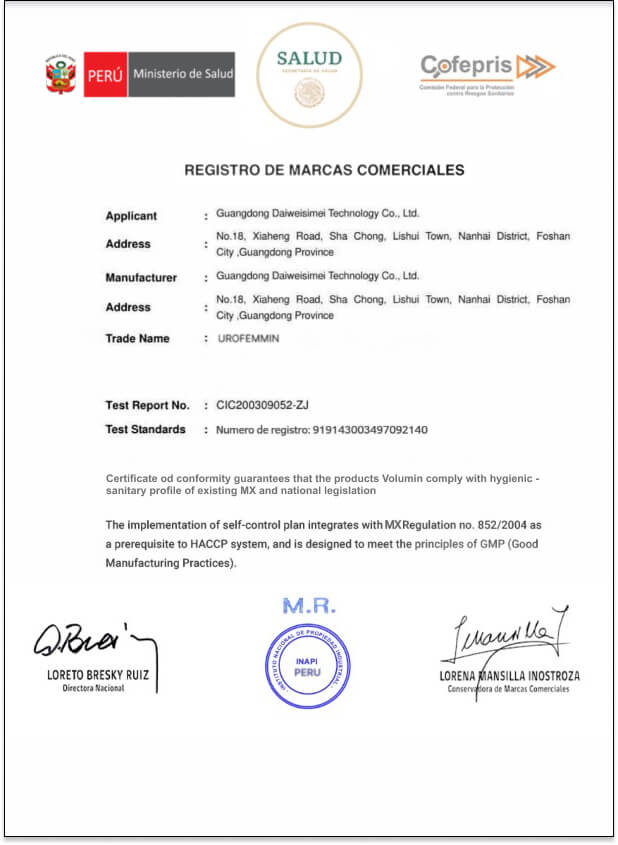 PERÚ Ministerio de Salud
SALUD
SECRETARÍA DE SALUD
Cofepris
Comisión Federal para la Protección
contra Riesgos Sanitarios
REGISTRO DE MARCAS COMERCIALES
Applicant : Guangdong Daiweisimei Technology Co., Ltd.
Address : No.18, Xiaheng Road, Sha Chong, Lishui Town, Nanhai District, Foshan
City ,Guangdong Province
Manufacturer : Guangdong Daiweisimei Technology Co., Ltd.
Address : No.18, Xiaheng Road, Sha Chong, Lishui Town, Nanhai District, Foshan
City ,Guangdong Province
Trade Name : UROFEMMIN
Test Report No. : CIC200309052-ZJ
Test Standards : Numero de registro: 919143003497092140
Certificate od conformity guarantees that the products Volumin comply with hygienic -
sanitary profile of existing MX and national legislation
The implementation of self-control plan integrates with MXRegulation no. 852/2004 as
a prerequisite to HACCP system, and is designed to meet the principles of GMP (Good
Manufacturing Practices).
M.R.
INSTITUTO NACIONAL DE PROPIEDAD INDUSTRIAL
INAPI
PERU
LORETO BRESKY RUIZ
Directora Nacional
LORENA MANSILLA INOSTROZA
Conservadora de Marcas Comerciales